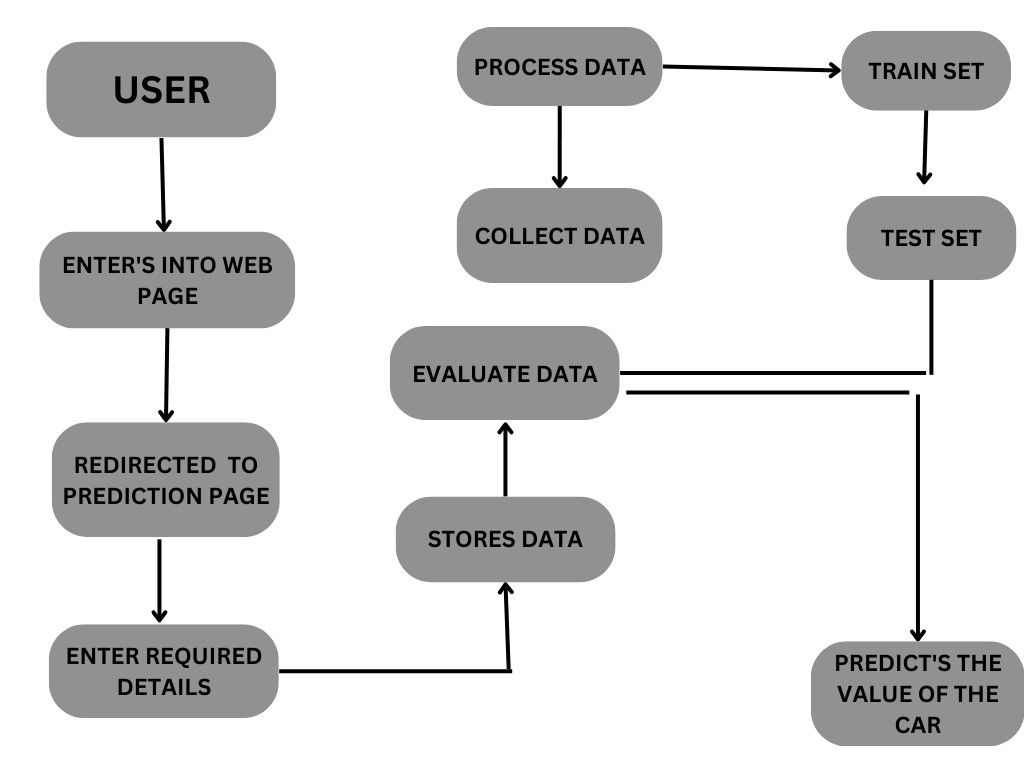 USER
ENTER'S INTO WEB
PAGE
REDIRECTED TO
PREDICTION PAGE
ENTER REQUIRED
DETAILS
PROCESS DATA
COLLECT DATA
EVALUATE DATA
STORES DATA
TRAIN SET
TEST SET
PREDICT'S THE
VALUE OF THE
CAR